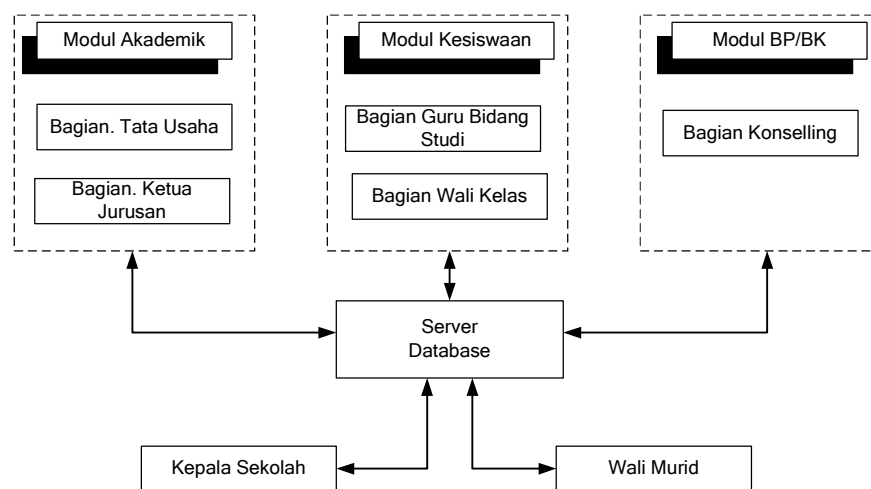 Modul Akademik
Bagian. Tata Usaha
Bagian. Ketua
Jurusan
Modul Kesiswaan
Bagian Guru Bidang
Studi
Bagian Wali Kelas
Modul BP/BK
Bagian Konselling
Server
Database
Kepala Sekolah
Wali Murid